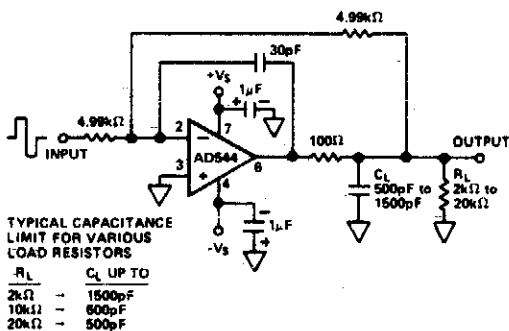 4.99kΩ
30pF
+VS
1µF
+ -
4.99kΩ
2
7
-
INPUT
AD544
6
100Ω
OUTPUT
3
+
4
CL
500pF to
1500pF
RL
2kΩ to
20kΩ
-
1µF
+
-VS
TYPICAL CAPACITANCE
LIMIT FOR VARIOUS
LOAD RESISTORS
RL CL UP TO
2kΩ → 1500pF
10kΩ → 600pF
20kΩ → 500pF